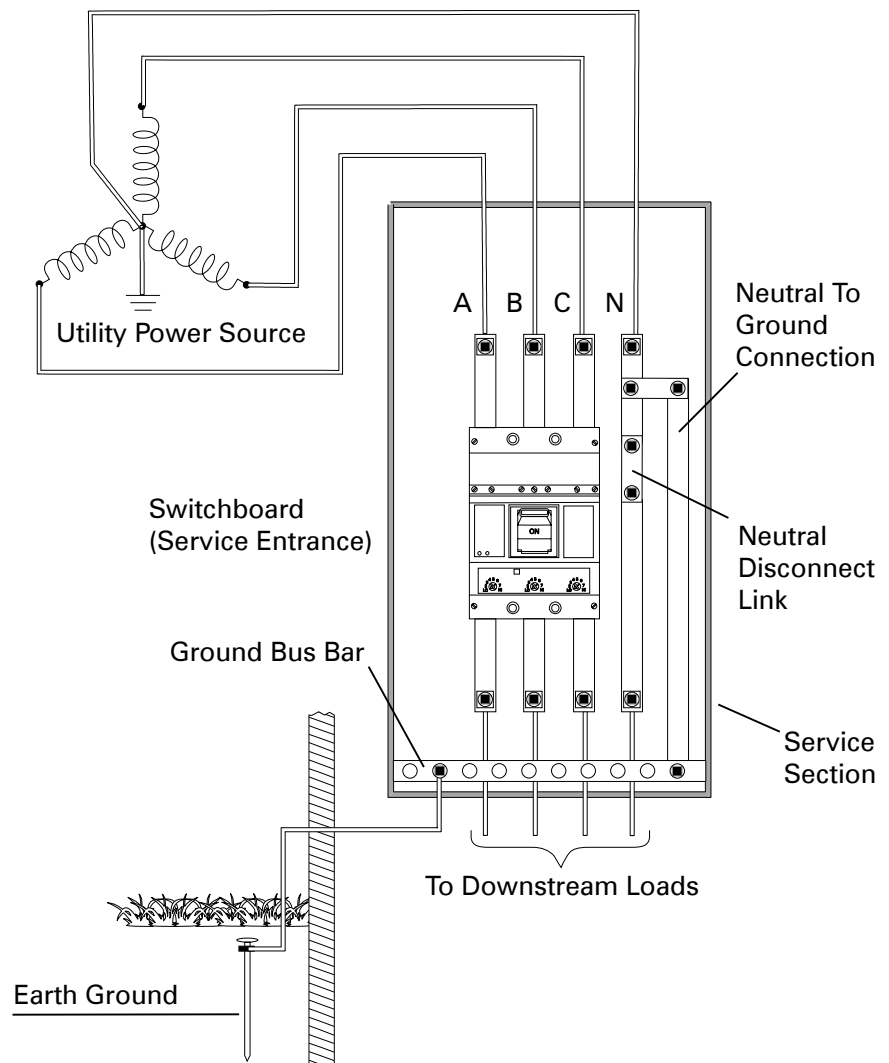 A B C N
Utility Power Source
Neutral To
Ground
Connection
Switchboard
(Service Entrance)
ON
Neutral
Disconnect
Link
Ground Bus Bar
Service
Section
To Downstream Loads
Earth Ground